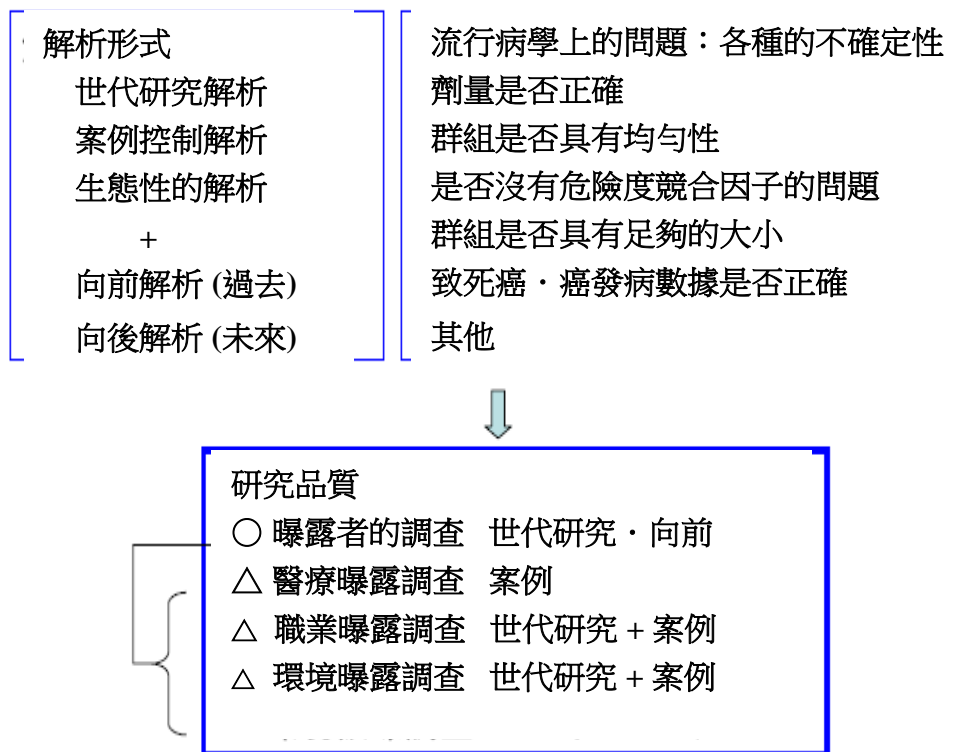 解析形式
世代研究解析
案例控制解析
生態性的解析
+
向前解析 (過去)
向後解析 (未來)
流行病學上的問題：各種的不確定性
劑量是否正確
群組是否具有均勻性
是否沒有危險度競合因子的問題
群組是否具有足夠的大小
致死癌・癌發病數據是否正確
其他
研究品質
○ 曝露者的調查 世代研究・向前
△ 醫療曝露調查 案例
△ 職業曝露調查 世代研究 + 案例
△ 環境曝露調查 世代研究 + 案例